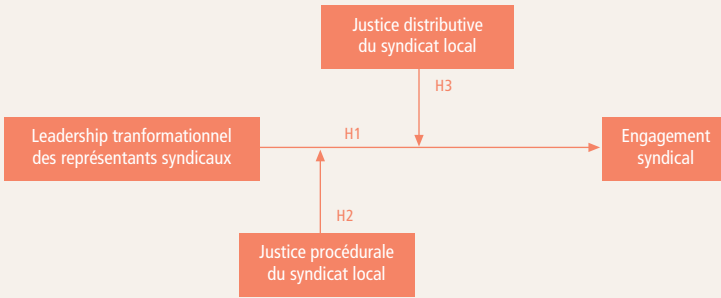 Justice distributive
du syndicat local
H3
Leadership tranformationnel
des représentants syndicaux
H1
Engagement
syndical
H2
Justice procédurale
du syndicat local